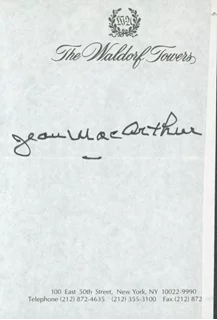 WA
The Waldorf Towers
Jean MacArthur
100 East 50th Street, New York, NY 10022-9990
Telephone (212) 872-4635 (212) 355-3100 Fax (212) 872